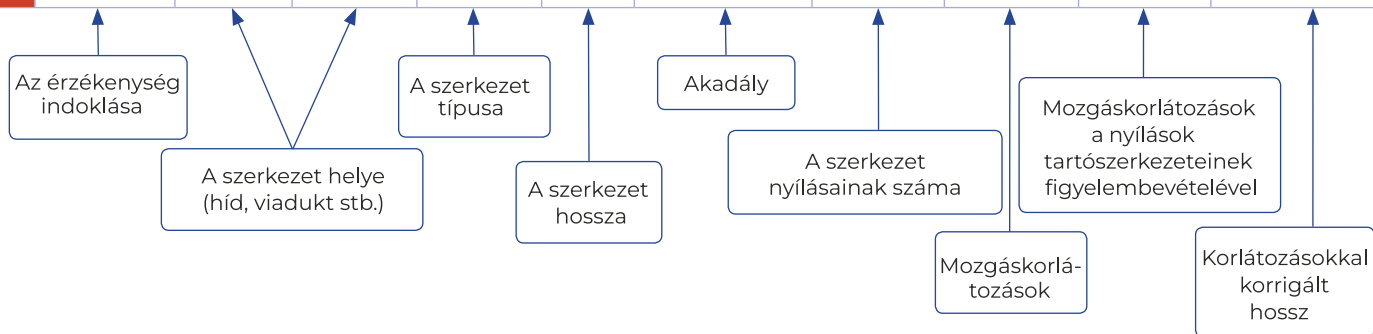 Az érzékenység
indoklása
A szerkezet helye
(híd, viadukt stb.)
A szerkezet
típusa
A szerkezet
hossza
Akadály
A szerkezet
nyílásainak száma
Mozgáskorlá-
tozások
Mozgáskorlátozások
a nyílások
tartószerkezeteinek
figyelembevételével
Korlátozásokkal
korrigált
hossz